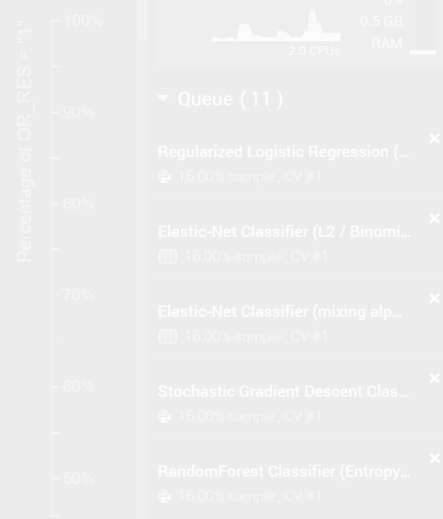 Percentage of OR_RES = "1"
100%
90%
80%
70%
60%
50%
0.5 GB
2.0 CPUs
RAM
Queue (11)
Regularized Logistic Regression (...
16.00% sample , CV #1
Elastic-Net Classifier (L2 / Binomi...
16.00% sample , CV #1
Elastic-Net Classifier (mixing alp...
16.00% sample , CV #1
Stochastic Gradient Descent Clas...
16.00% sample , CV #1
RandomForest Classifier (Entropy...
16.00% sample , CV #1